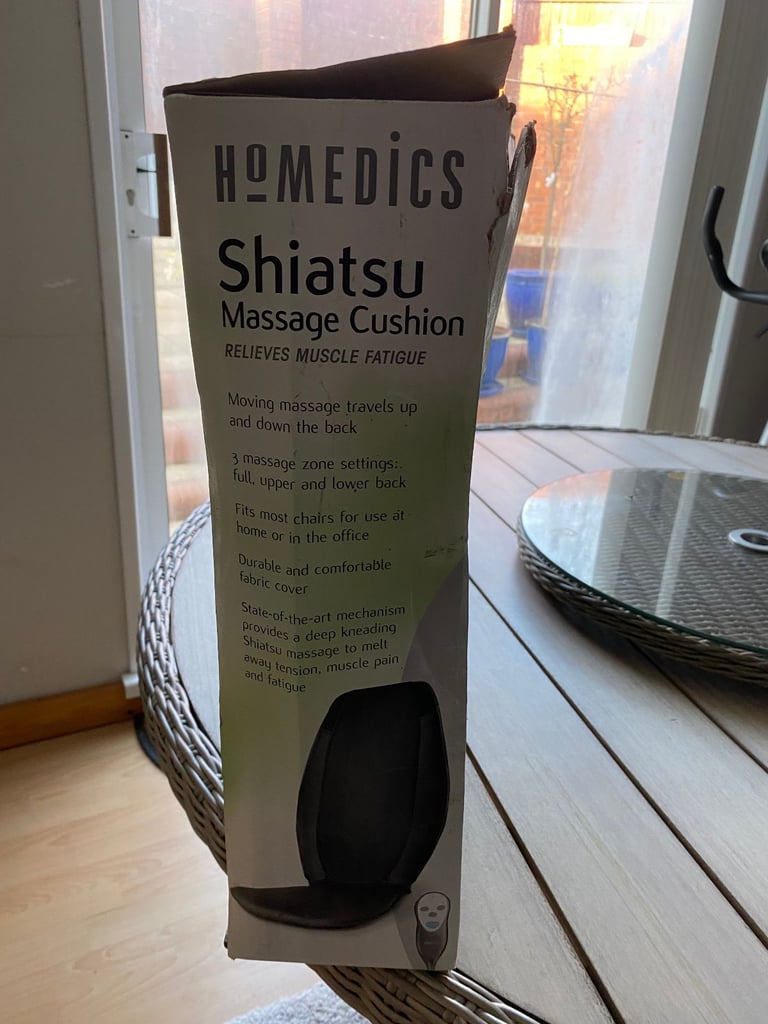 HoMEDiCS
Shiatsu
Massage Cushion
RELIEVES MUSCLE FATIGUE
Moving massage travels up
and down the back
3 massage zone settings:
full, upper and lower back
Fits most chairs for use at
home or in the office
Durable and comfortable
fabric cover
State-of-the-art mechanism
provides a deep kneading
Shiatsu massage to melt
away tension, muscle pain
and fatigue